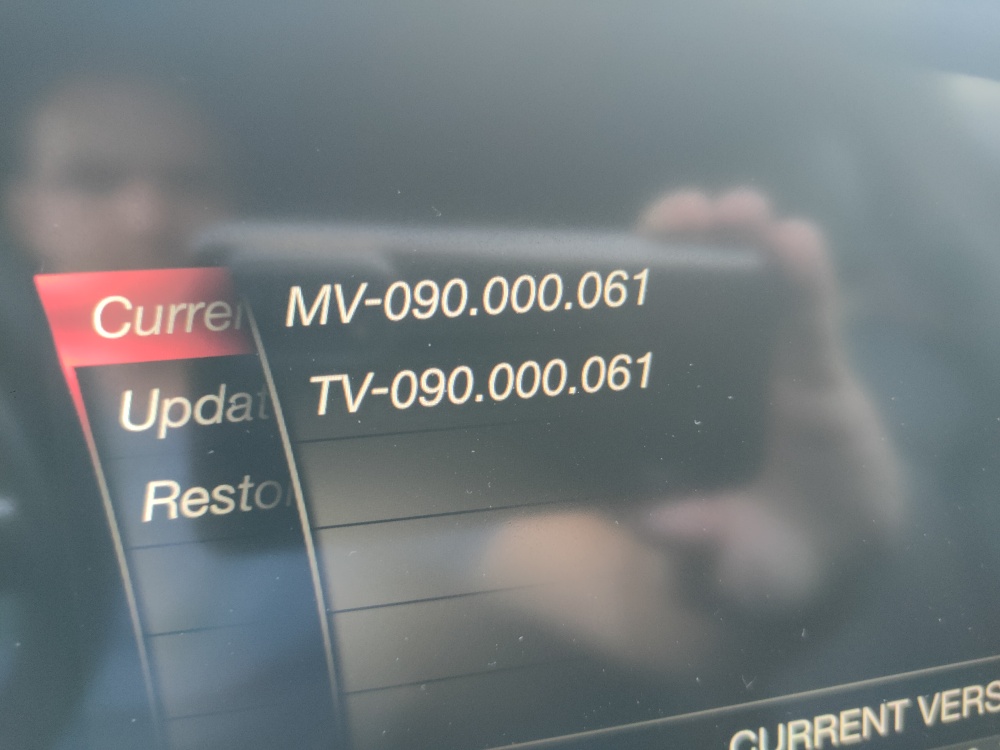 Curre
MV-090.000.061
Updat
TV-090.000.061
Resto
CURRENT VERS